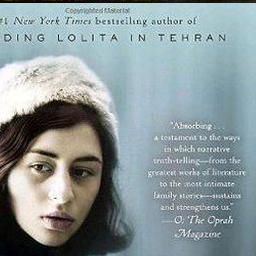 Copyrighted Material
#1 New York Times bestselling author of
DING LOLITA IN TEHRAN
"Absorbing . . .
a testament to the ways
in which narrative
truth-telling—from the
greatest works of literature
to the most intimate
family stories—sustains
and strengthens us."
—O: The Oprah
Magazine